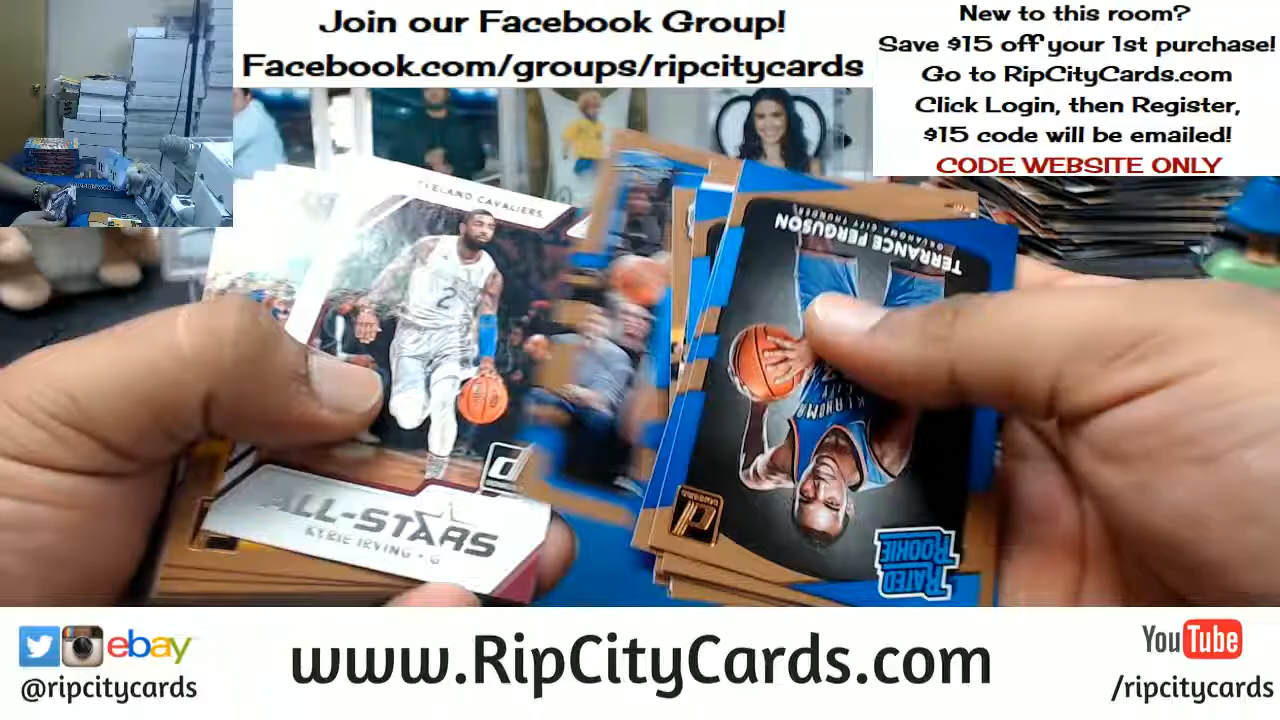 Join our Facebook Group!
Facebook.com/groups/ripcitycards
New to this room?
Save $15 off your 1st purchase!
Go to RipCityCards.com
Click Login, then Register,
$15 code will be emailed!
CODE WEBSITE ONLY
CAVALIERS
2
ALL-STARS
KYRIE IRVING • G
TERRANCE FERGUSON
OKLAHOMA CITY THUNDER
RATED
ROOKIE
ebay
@ripcitycards
www.RipCityCards.com
YouTube
/ripcitycards